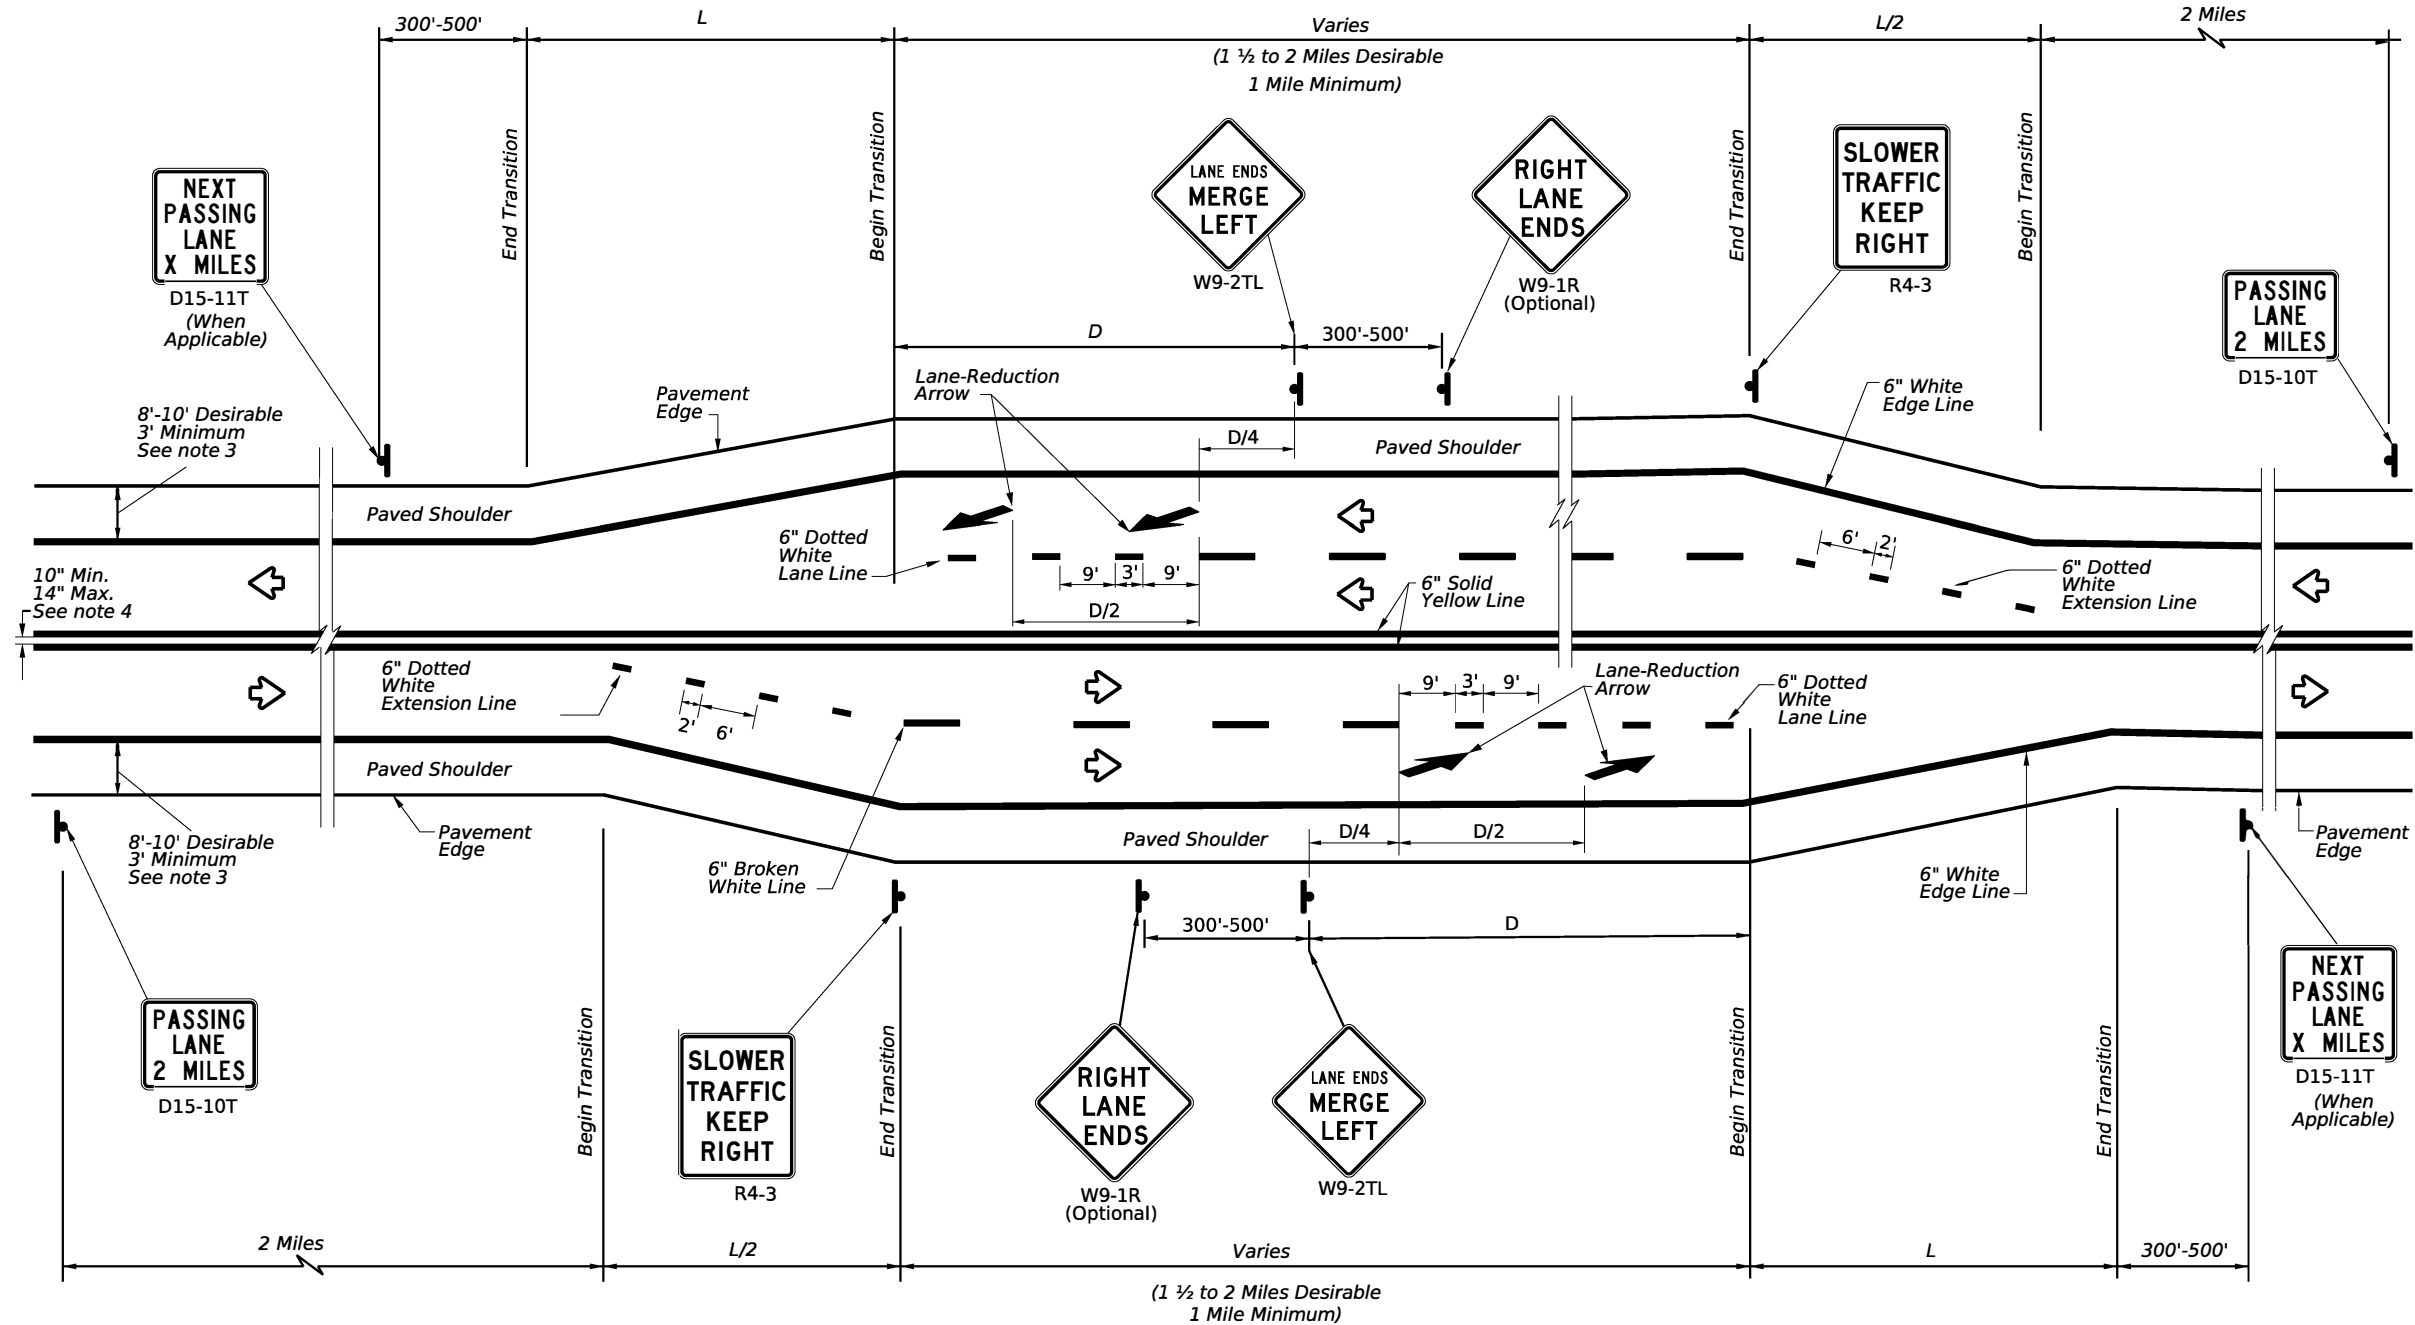 300'-500'
L
Varies
L/2
2 Miles
(1 ½ to 2 Miles Desirable
1 Mile Minimum)
End Transition
Begin Transition
End Transition
Begin Transition
NEXT
PASSING
LANE
X MILES
D15-11T
(When
Applicable)
LANE ENDS
MERGE
LEFT
W9-2TL
RIGHT
LANE
ENDS
W9-1R
(Optional)
SLOWER
TRAFFIC
KEEP
RIGHT
R4-3
PASSING
LANE
2 MILES
D15-10T
D
300'-500'
Lane-Reduction
Arrow
Pavement
Edge
6" White
Edge Line
8'-10' Desirable
3' Minimum
See note 3
D/4
Paved Shoulder
Paved Shoulder
6" Dotted
White
Lane Line
9'
3'
9'
D/2
6'
2'
6" Dotted
White
Extension Line
6" Solid
Yellow Line
10" Min.
14" Max.
See note 4
6" Dotted
White
Extension Line
2'
6'
9'
3'
9'
Lane-Reduction
Arrow
6" Dotted
White
Lane Line
Paved Shoulder
Paved Shoulder
D/4
D/2
8'-10' Desirable
3' Minimum
See note 3
Pavement
Edge
6" Broken
White Line
6" White
Edge Line
Pavement
Edge
300'-500'
D
PASSING
LANE
2 MILES
D15-10T
Begin Transition
SLOWER
TRAFFIC
KEEP
RIGHT
R4-3
End Transition
RIGHT
LANE
ENDS
W9-1R
(Optional)
LANE ENDS
MERGE
LEFT
W9-2TL
Begin Transition
End Transition
NEXT
PASSING
LANE
X MILES
D15-11T
(When
Applicable)
2 Miles
L/2
Varies
L
300'-500'
(1 ½ to 2 Miles Desirable
1 Mile Minimum)